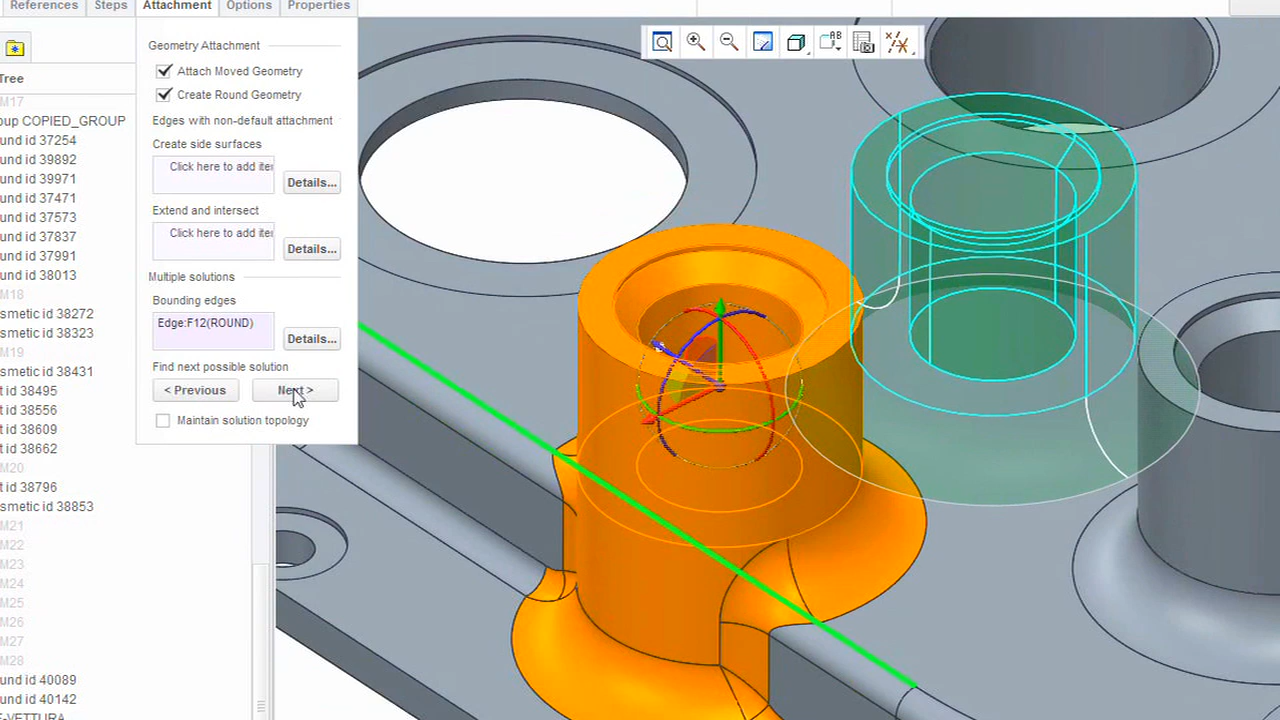 References Steps Attachment Options Properties
Geometry Attachment
Attach Moved Geometry
Create Round Geometry
Edges with non-default attachment
Create side surfaces
Click here to add iter
Details...
Extend and intersect
Click here to add iter
Details...
Multiple solutions
Bounding edges
Edge:F12(ROUND)
Details...
Find next possible solution
< Previous
Next >
Maintain solution topology
Tree
M17
oup COPIED_GROUP
und id 37254
und id 39892
und id 39971
und id 37471
und id 37573
und id 37837
und id 37991
und id 38013
M18
smetic id 38272
smetic id 38323
M19
smetic id 38431
t id 38495
t id 38556
t id 38609
t id 38662
M20
t id 38796
smetic id 38853
M21
M22
M23
M24
M25
M26
M27
M28
und id 40089
und id 40142
E-VETTURA
AB